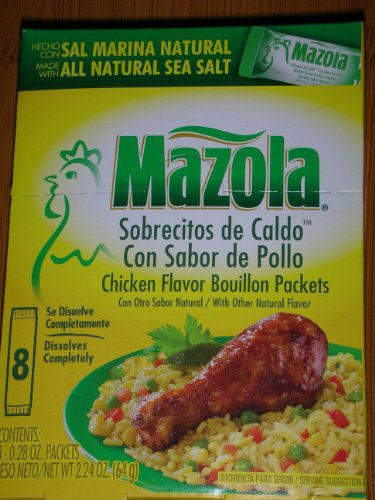 HECHO CON SAL MARINA NATURAL
MADE WITH ALL NATURAL SEA SALT
Mazola
Mazola®
Sobrecitos de Caldo™
Con Sabor de Pollo
Chicken Flavor Bouillon Packets
Con Otro Sabor Natural / With Other Natural Flavor
Se Disuelve
Completamente
Dissolves
Completely
8
CONTENTS:
8 - 0.28 OZ. PACKETS
PESO NETO/NET WT 2.24 OZ. (64 g)
SUGERENCIA PARA SERVIR / SERVING SUGGESTION